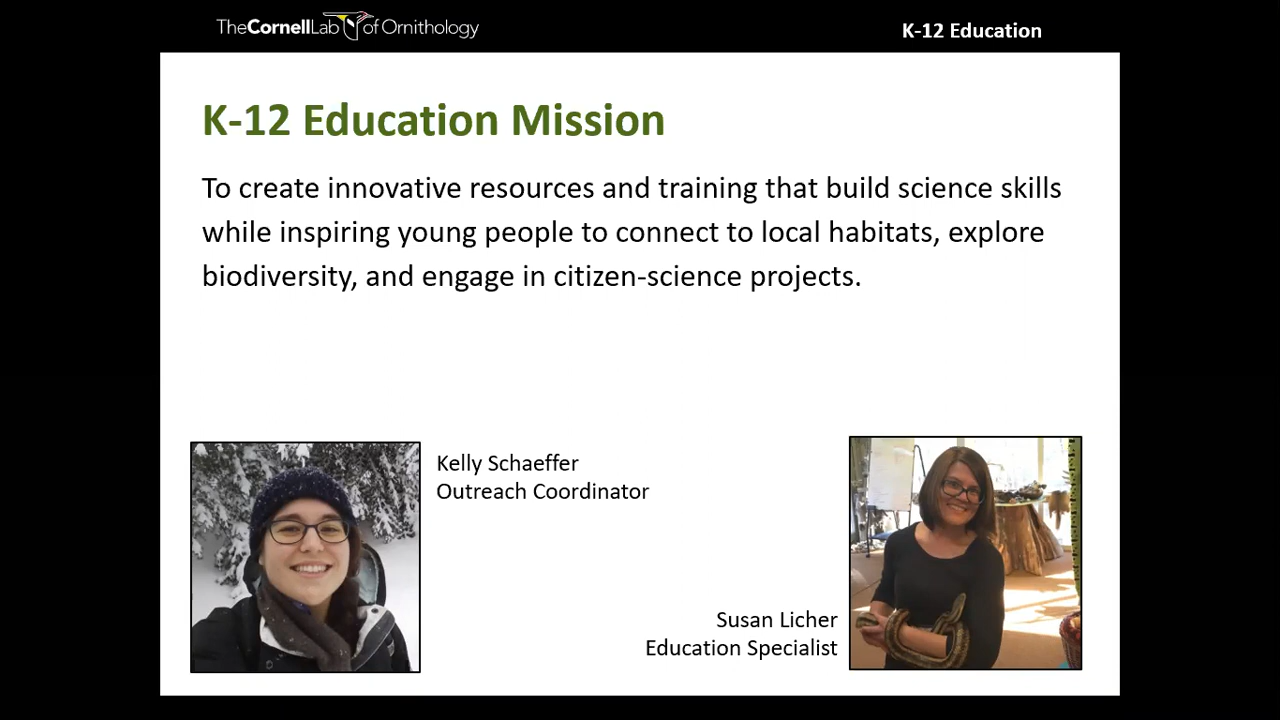 TheCornellLab of Ornithology
K-12 Education
K-12 Education Mission
To create innovative resources and training that build science skills
while inspiring young people to connect to local habitats, explore
biodiversity, and engage in citizen-science projects.
Kelly Schaeffer
Outreach Coordinator
Susan Licher
Education Specialist